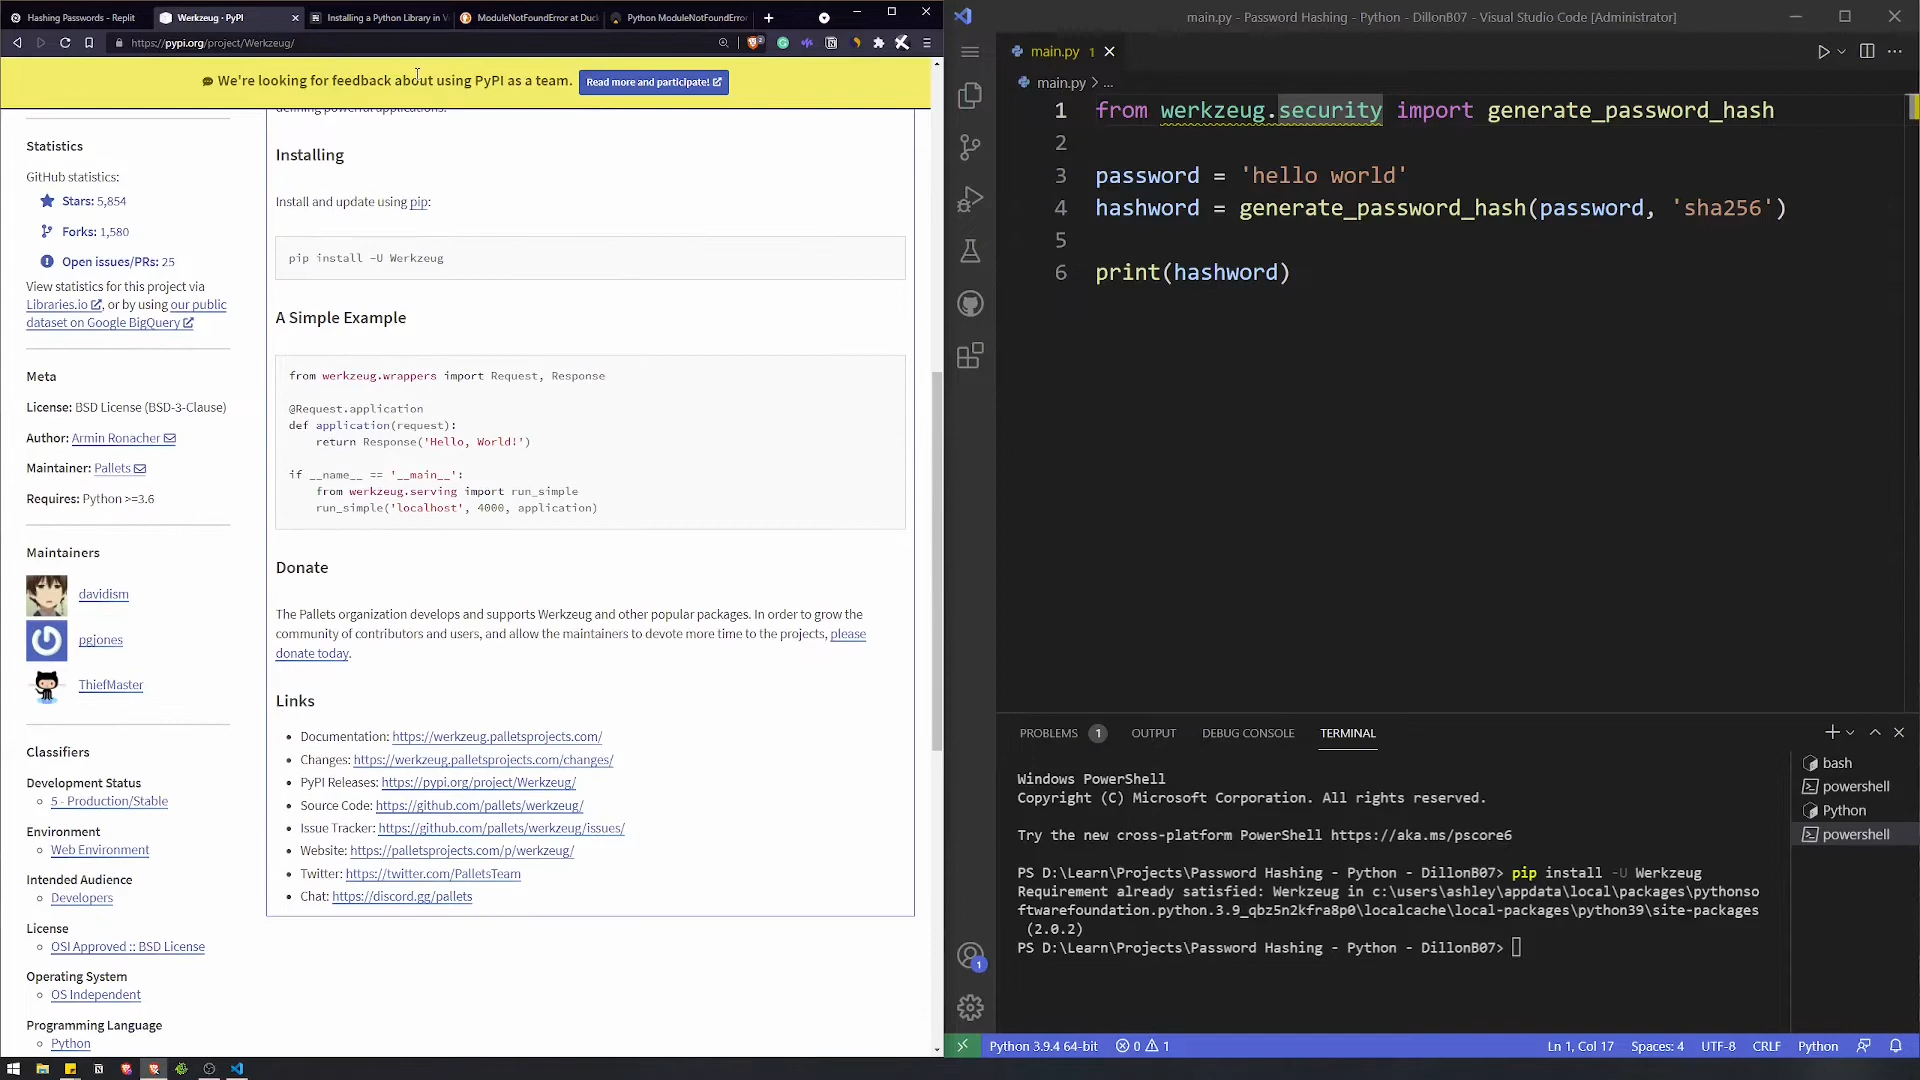 Hashing Passwords - Replit
Werkzeug · PyPI
Installing a Python Library in V
ModuleNotFoundError at Duck
Python ModuleNotFoundError
https://pypi.org/project/Werkzeug/
We're looking for feedback about using PyPI as a team.
Read more and participate!
defining powerful applications.
Statistics
GitHub statistics:
Stars: 5,854
Forks: 1,580
Open issues/PRs: 25
View statistics for this project via
Libraries.io, or by using our public
dataset on Google BigQuery
Meta
License: BSD License (BSD-3-Clause)
Author: Armin Ronacher
Maintainer: Pallets
Requires: Python >=3.6
Maintainers
davidism
pgjones
ThiefMaster
Classifiers
Development Status
5 - Production/Stable
Environment
Web Environment
Intended Audience
Developers
License
OSI Approved :: BSD License
Operating System
OS Independent
Programming Language
Python
Installing
Install and update using pip:
pip install -U Werkzeug
A Simple Example
from werkzeug.wrappers import Request, Response
@Request.application
def application(request):
return Response('Hello, World!')
if __name__ == '__main__':
from werkzeug.serving import run_simple
run_simple('localhost', 4000, application)
Donate
The Pallets organization develops and supports Werkzeug and other popular packages. In order to grow the
community of contributors and users, and allow the maintainers to devote more time to the projects, please
donate today.
Links
Documentation: https://werkzeug.palletsprojects.com/
Changes: https://werkzeug.palletsprojects.com/changes/
PyPI Releases: https://pypi.org/project/Werkzeug/
Source Code: https://github.com/pallets/werkzeug/
Issue Tracker: https://github.com/pallets/werkzeug/issues/
Website: https://palletsprojects.com/p/werkzeug/
Twitter: https://twitter.com/PalletsTeam
Chat: https://discord.gg/pallets
main.py - Password Hashing - Python - DillonB07 - Visual Studio Code [Administrator]
main.py 1
main.py > ...
1 from werkzeug.security import generate_password_hash
2
3 password = 'hello world'
4 hashword = generate_password_hash(password, 'sha256')
5
6 print(hashword)
PROBLEMS 1 OUTPUT DEBUG CONSOLE TERMINAL
Windows PowerShell
Copyright (C) Microsoft Corporation. All rights reserved.
Try the new cross-platform PowerShell https://aka.ms/pscore6
PS D:\Learn\Projects\Password Hashing - Python - DillonB07> pip install -U Werkzeug
Requirement already satisfied: Werkzeug in c:\users\ashley\appdata\local\packages\pythonso
ftwarefoundation.python.3.9_qbz5n2kfra8p0\localcache\local-packages\python39\site-packages
(2.0.2)
PS D:\Learn\Projects\Password Hashing - Python - DillonB07>
bash
powershell
Python
powershell
1
Python 3.9.4 64-bit 0 1
Ln 1, Col 17 Spaces: 4 UTF-8 CRLF Python